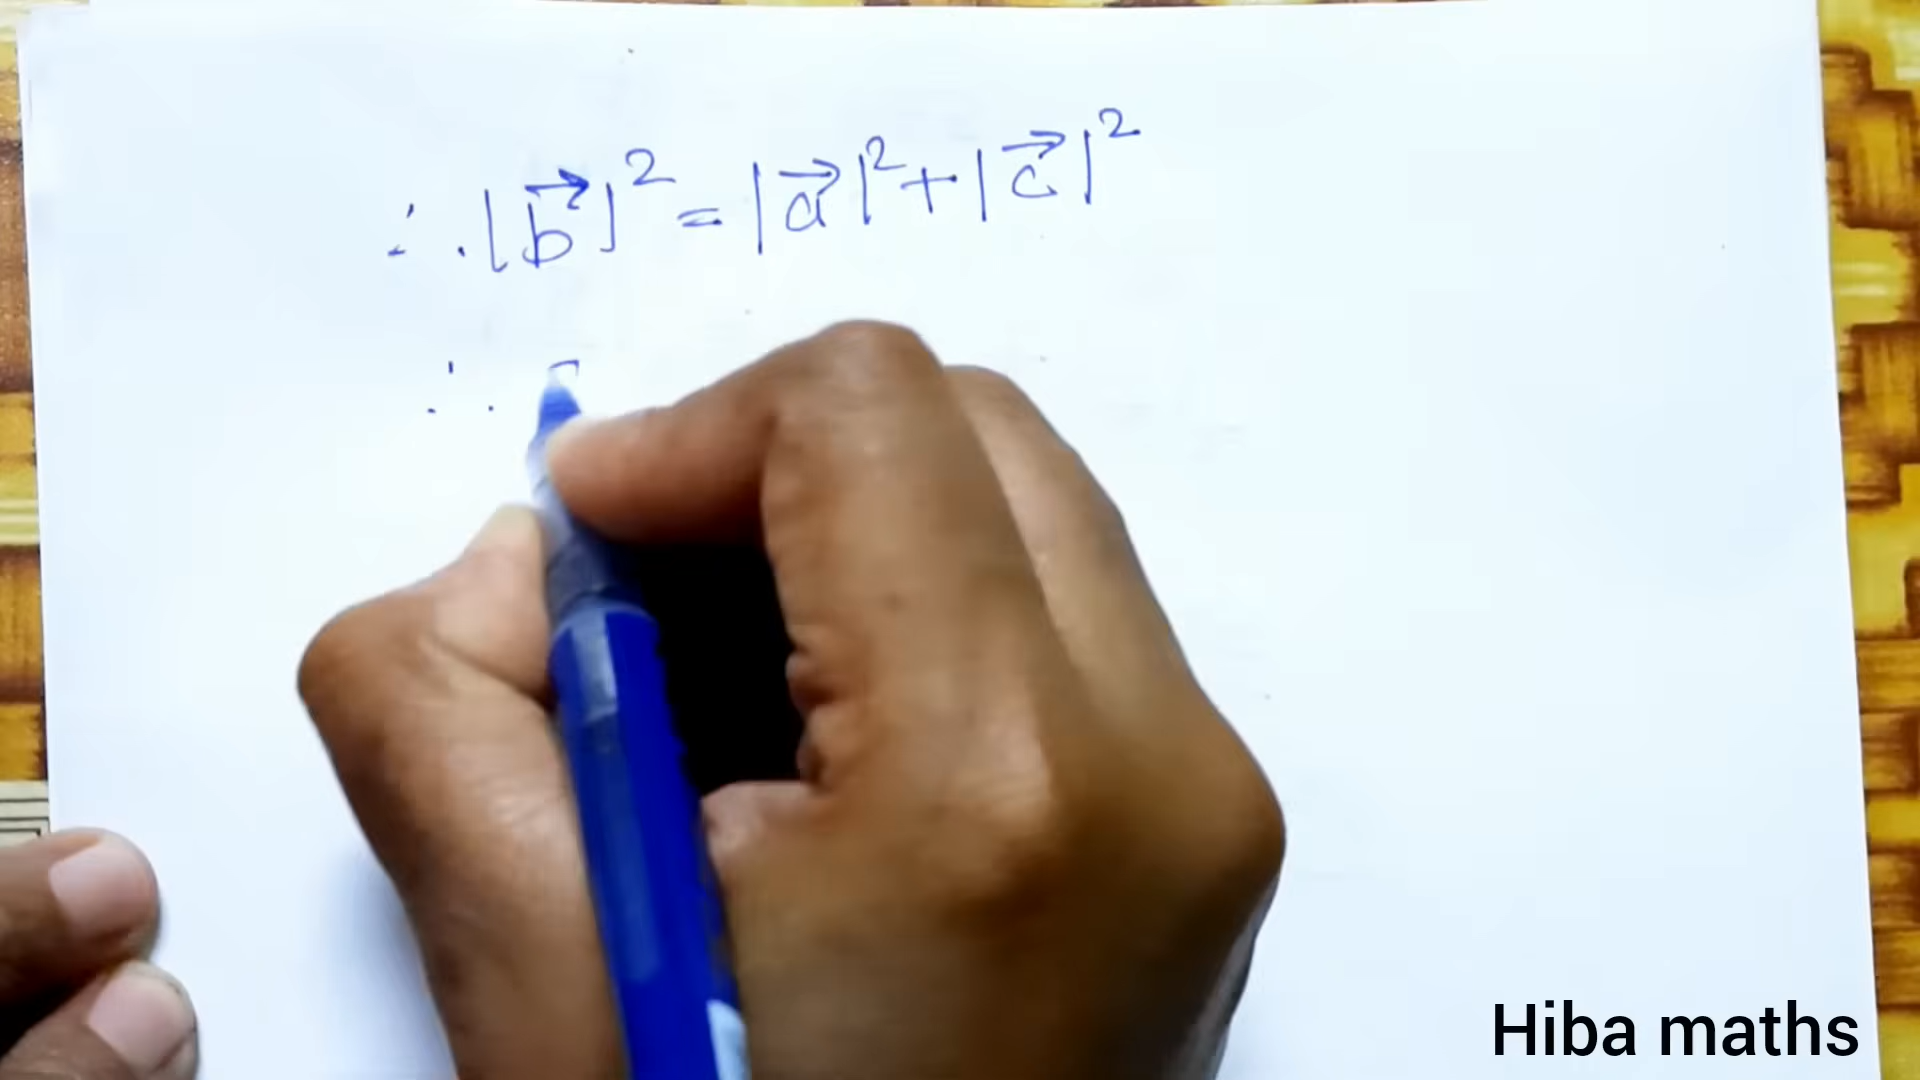 ∴ |b⃗|² = |a⃗|² + |c⃗|²
∴
Hiba maths